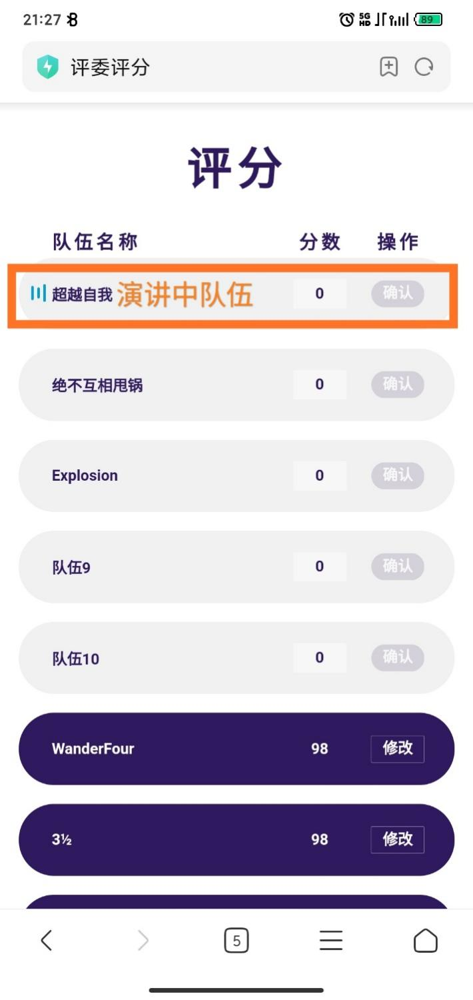 21:27
5G
HD
89
评委评分
评分
队伍名称 分数 操作
超越自我 演讲中队伍 0 确认
绝不互相甩锅 0 确认
Explosion 0 确认
队伍9 0 确认
队伍10 0 确认
WanderFour 98 修改
3½ 98 修改
5